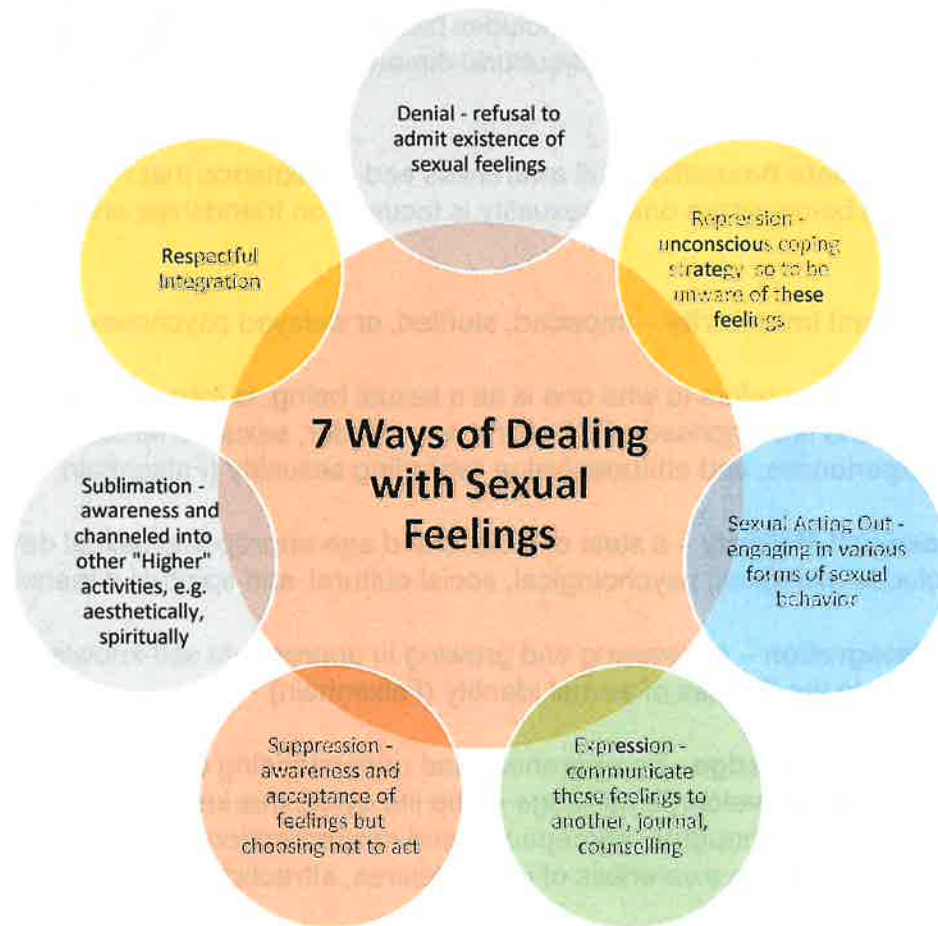 7 Ways of Dealing
with Sexual
Feelings
Denial - refusal to
admit existence of
sexual feelings
Repression -
unconscious coping
strategy so to be
unware of these
feelings
Sexual Acting Out -
engaging in various
forms of sexual
behavior
Expression -
communicate
these feelings to
another, journal,
counselling
Suppression -
awareness and
acceptance of
feelings but
choosing not to act
Sublimation -
awareness and
channeled into
other "Higher"
activities, e.g.
aesthetically,
spiritually
Respectful
Integration